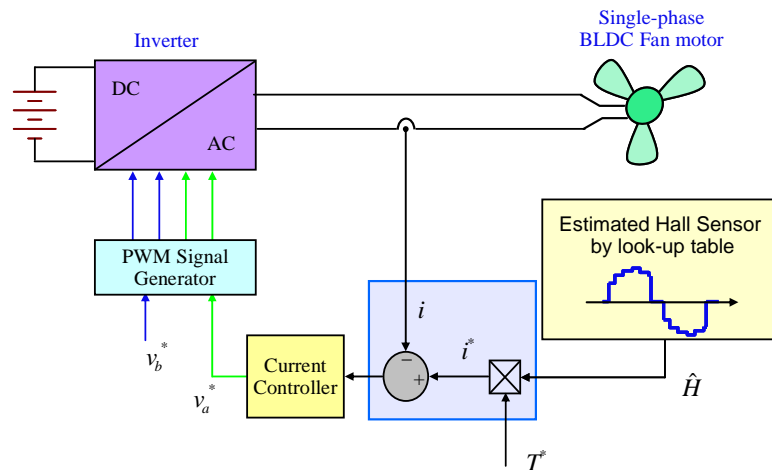 Single-phase
BLDC Fan motor
Inverter
DC
AC
Estimated Hall Sensor
by look-up table
PWM Signal
Generator
i
v_b^*
v_a^*
Current
Controller
−
+
i^*
Ĥ
T^*